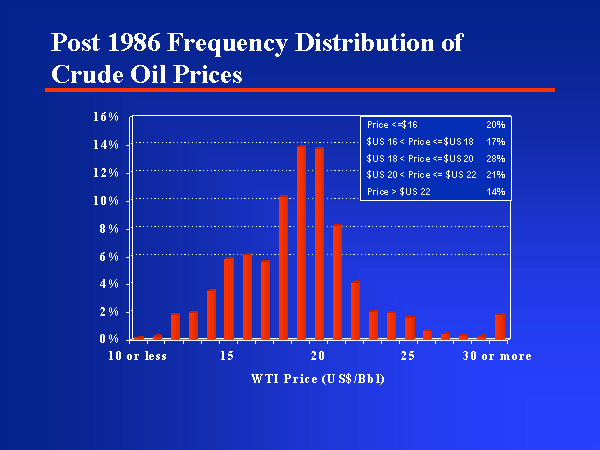 Post 1986 Frequency Distribution of
Crude Oil Prices
16%
14%
12%
10%
8%
6%
4%
2%
0%
Price <=$16 20%
$US 16 < Price <=$US 18 17%
$US 18 < Price <=$US 20 28%
$US 20 < Price <= $US 22 21%
Price > $US 22 14%
10 or less 15 20 25 30 or more
WTI Price (US$/Bbl)